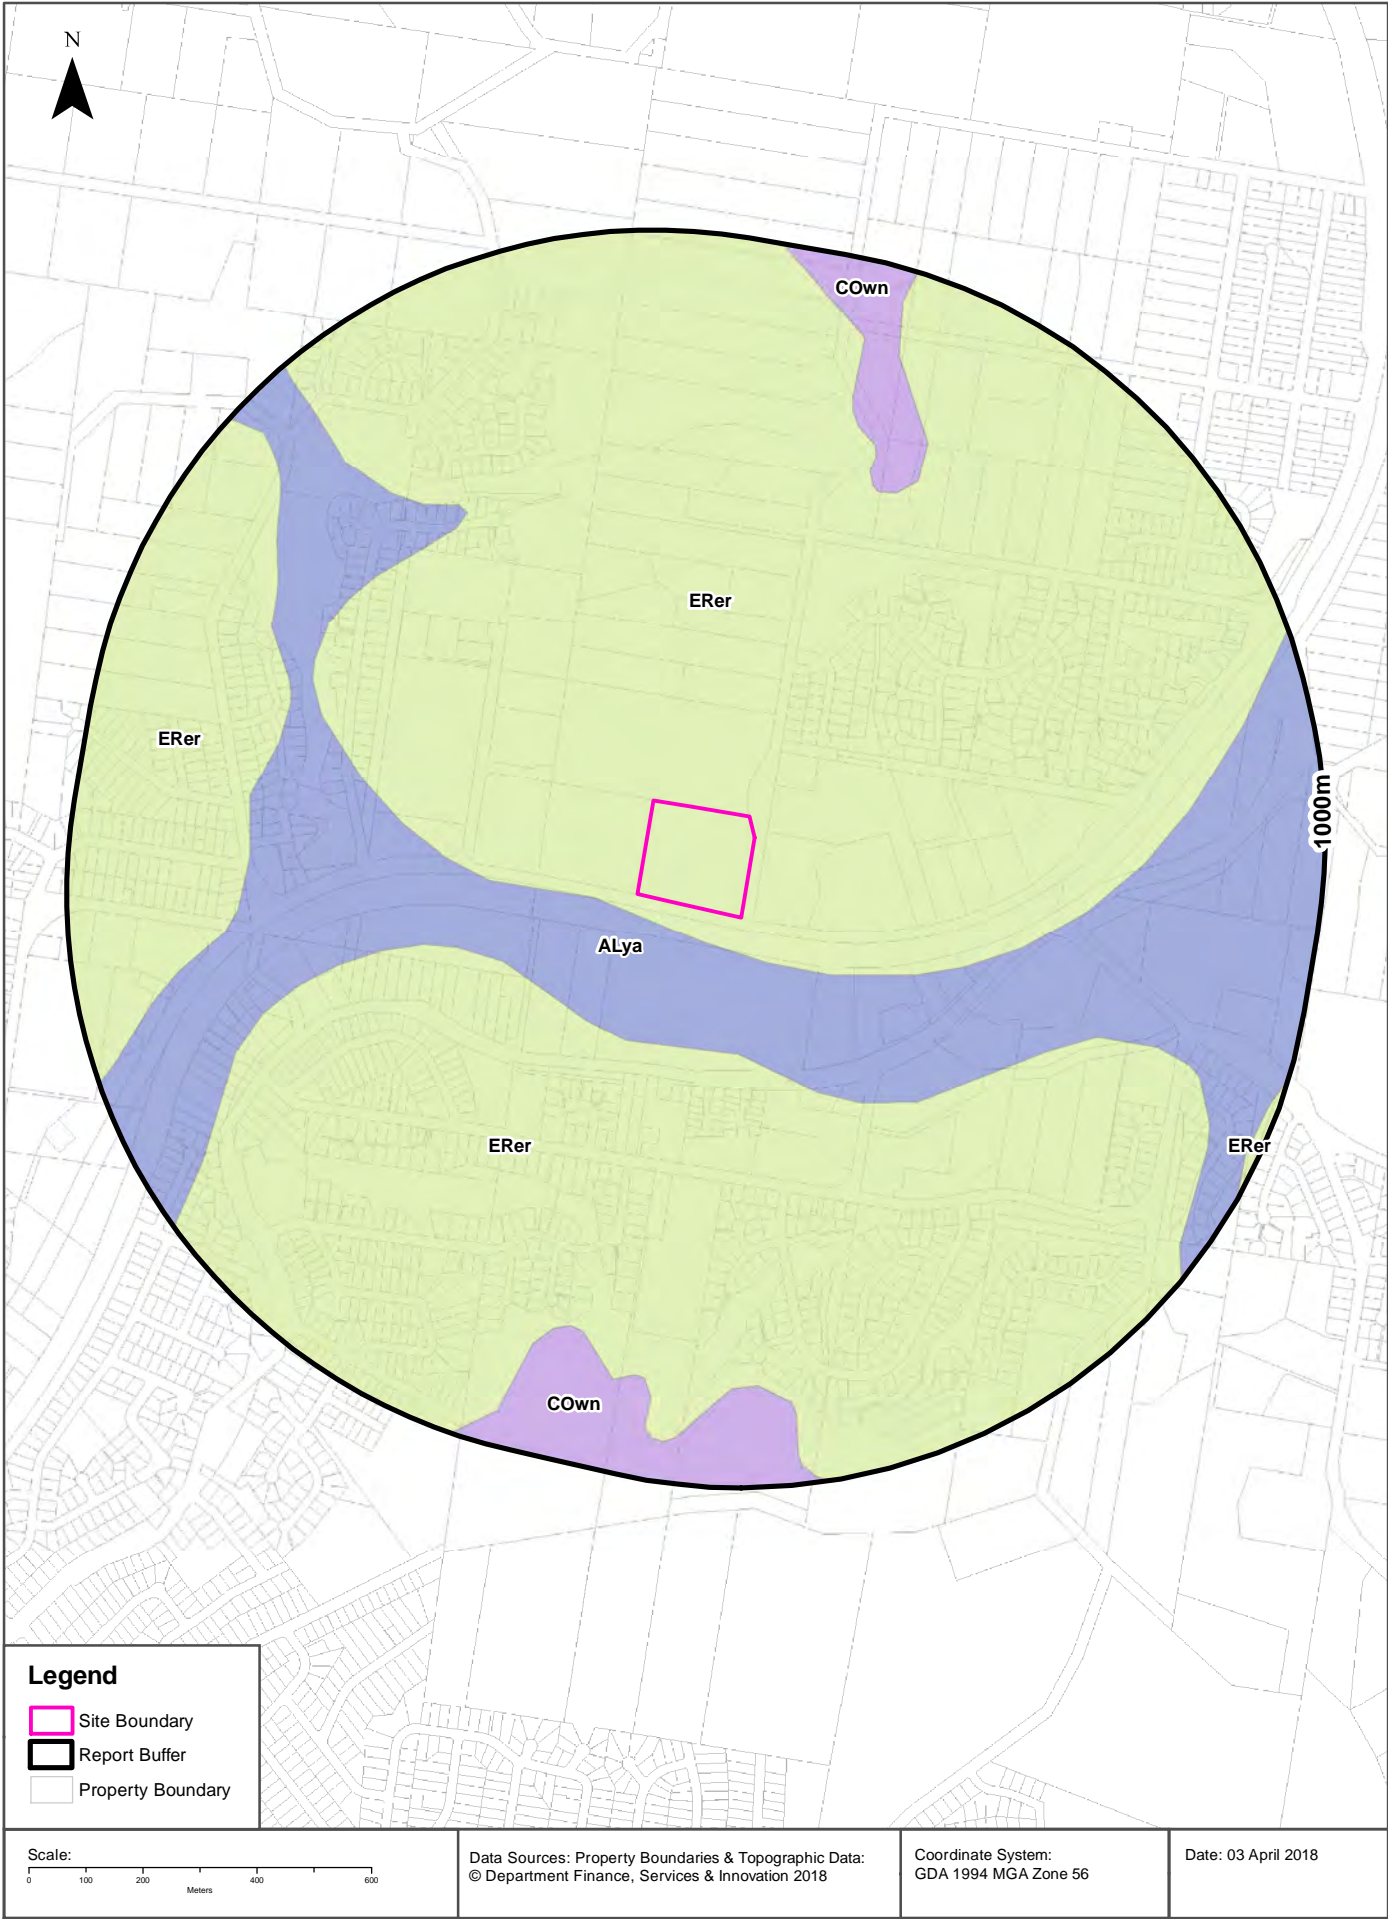 N
COwn
ERer
ERer
1000m
ALya
ERer
ERer
COwn
Legend
Site Boundary
Report Buffer
Property Boundary
Scale:
0 100 200 400 600
Meters
Data Sources: Property Boundaries & Topographic Data:
© Department Finance, Services & Innovation 2018
Coordinate System:
GDA 1994 MGA Zone 56
Date: 03 April 2018